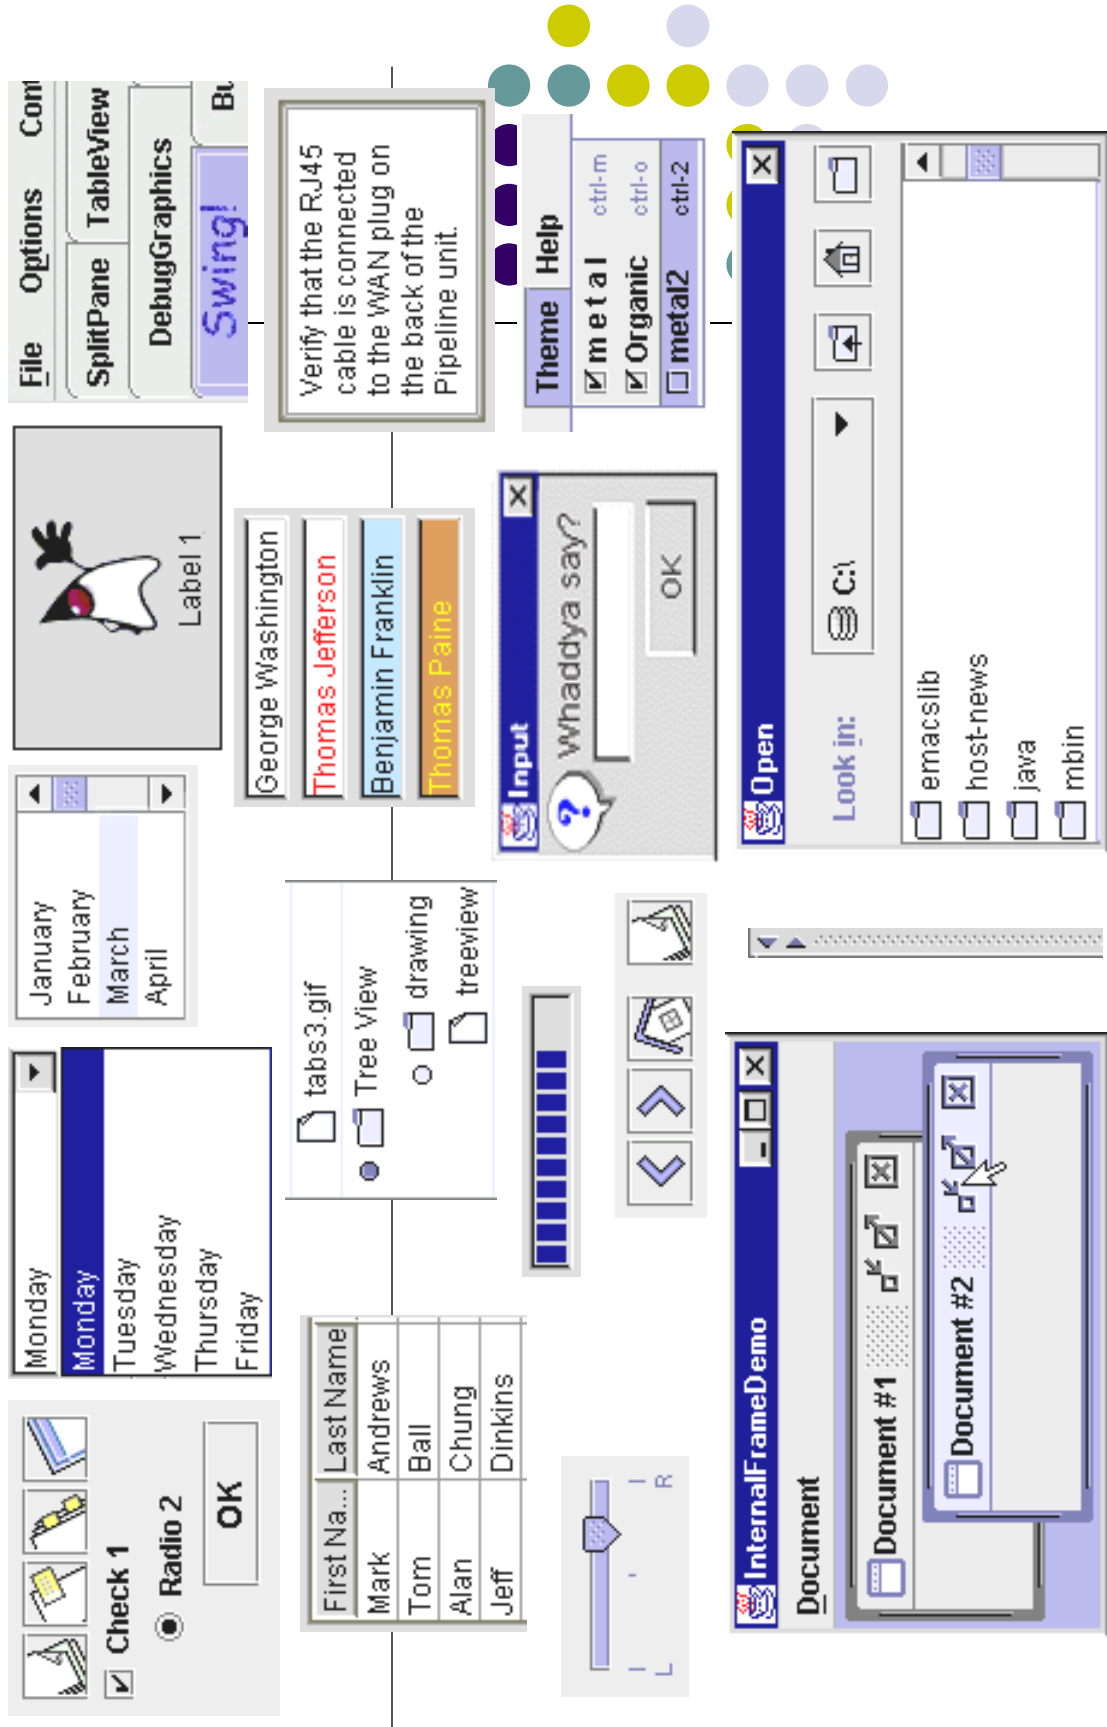 Check 1
Radio 2
OK
Monday
Monday
Tuesday
Wednesday
Thursday
Friday
January
February
March
April
Label 1
File Options Cont
SplitPane TableView
DebugGraphics
Swing! Bu
First Na... Last Name
Mark Andrews
Tom Ball
Alan Chung
Jeff Dinkins
tabs3.gif
Tree View
drawing
treeview
George Washington
Thomas Jefferson
Benjamin Franklin
Thomas Paine
Verify that the RJ45
cable is connected
to the WAN plug on
the back of the
Pipeline unit.
L R
Input
Whaddya say?
OK
Theme Help
metal ctrl-m
Organic ctrl-o
metal2 ctrl-2
InternalFrameDemo
Document
Document #1
Document #2
Open
Look in: C:\
emacslib
host-news
java
mbin